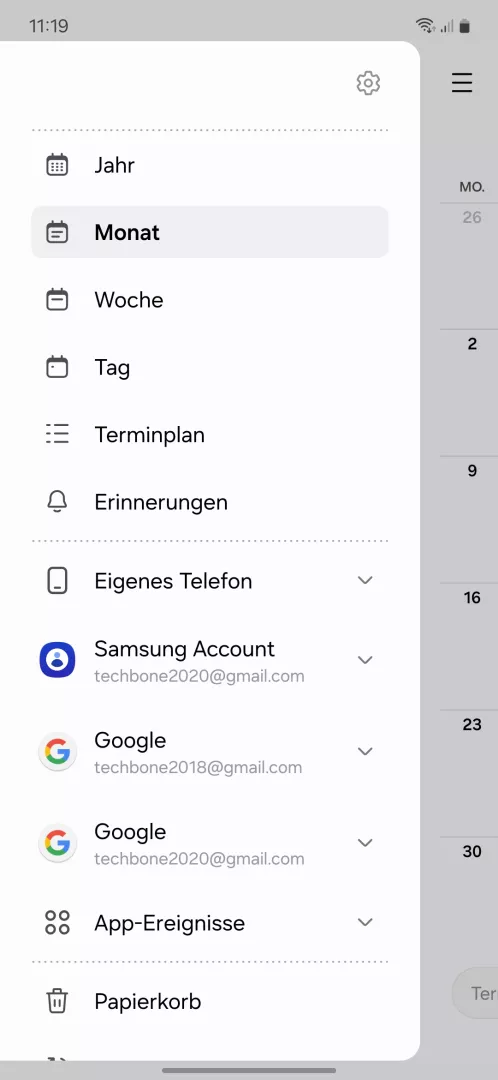 11:19
Jahr
Monat
Woche
Tag
Terminplan
Erinnerungen
Eigenes Telefon
Samsung Account
techbone2020@gmail.com
Google
techbone2018@gmail.com
Google
techbone2020@gmail.com
App-Ereignisse
Papierkorb
MO.
26
2
9
16
23
30
Ter